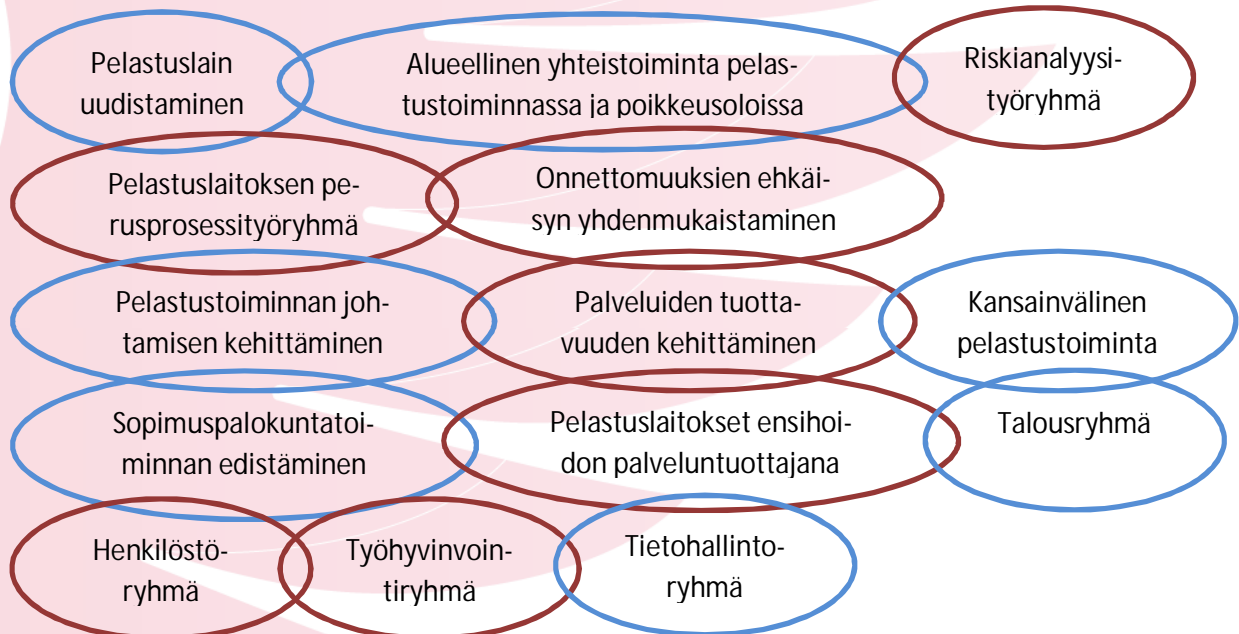 Pelastuslain
uudistaminen
Alueellinen yhteistoiminta pelas-
tustoiminnassa ja poikkeusoloissa
Riskianalyysi-
työryhmä
Pelastuslaitoksen pe-
rusprosessityöryhmä
Onnettomuuksien ehkäi-
syn yhdenmukaistaminen
Pelastustoiminnan joh-
tamisen kehittäminen
Palveluiden tuotta-
vuuden kehittäminen
Kansainvälinen
pelastustoiminta
Sopimuspalokuntatoi-
minnan edistäminen
Pelastuslaitokset ensihoi-
don palveluntuottajana
Talousryhmä
Henkilöstö-
ryhmä
Työhyvinvoin-
tiryhmä
Tietohallinto-
ryhmä